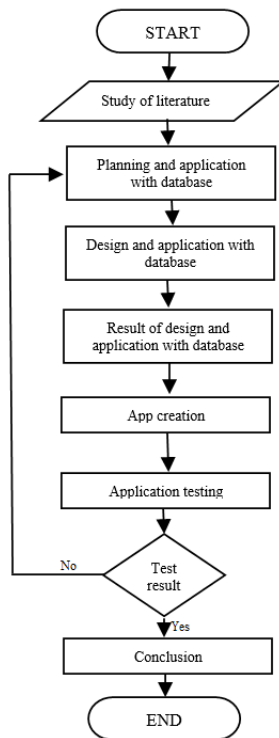 START
Study of literature
Planning and application
with database
Design and application with
database
Result of design and
application with database
App creation
Application testing
Test
result
No
Yes
Conclusion
END